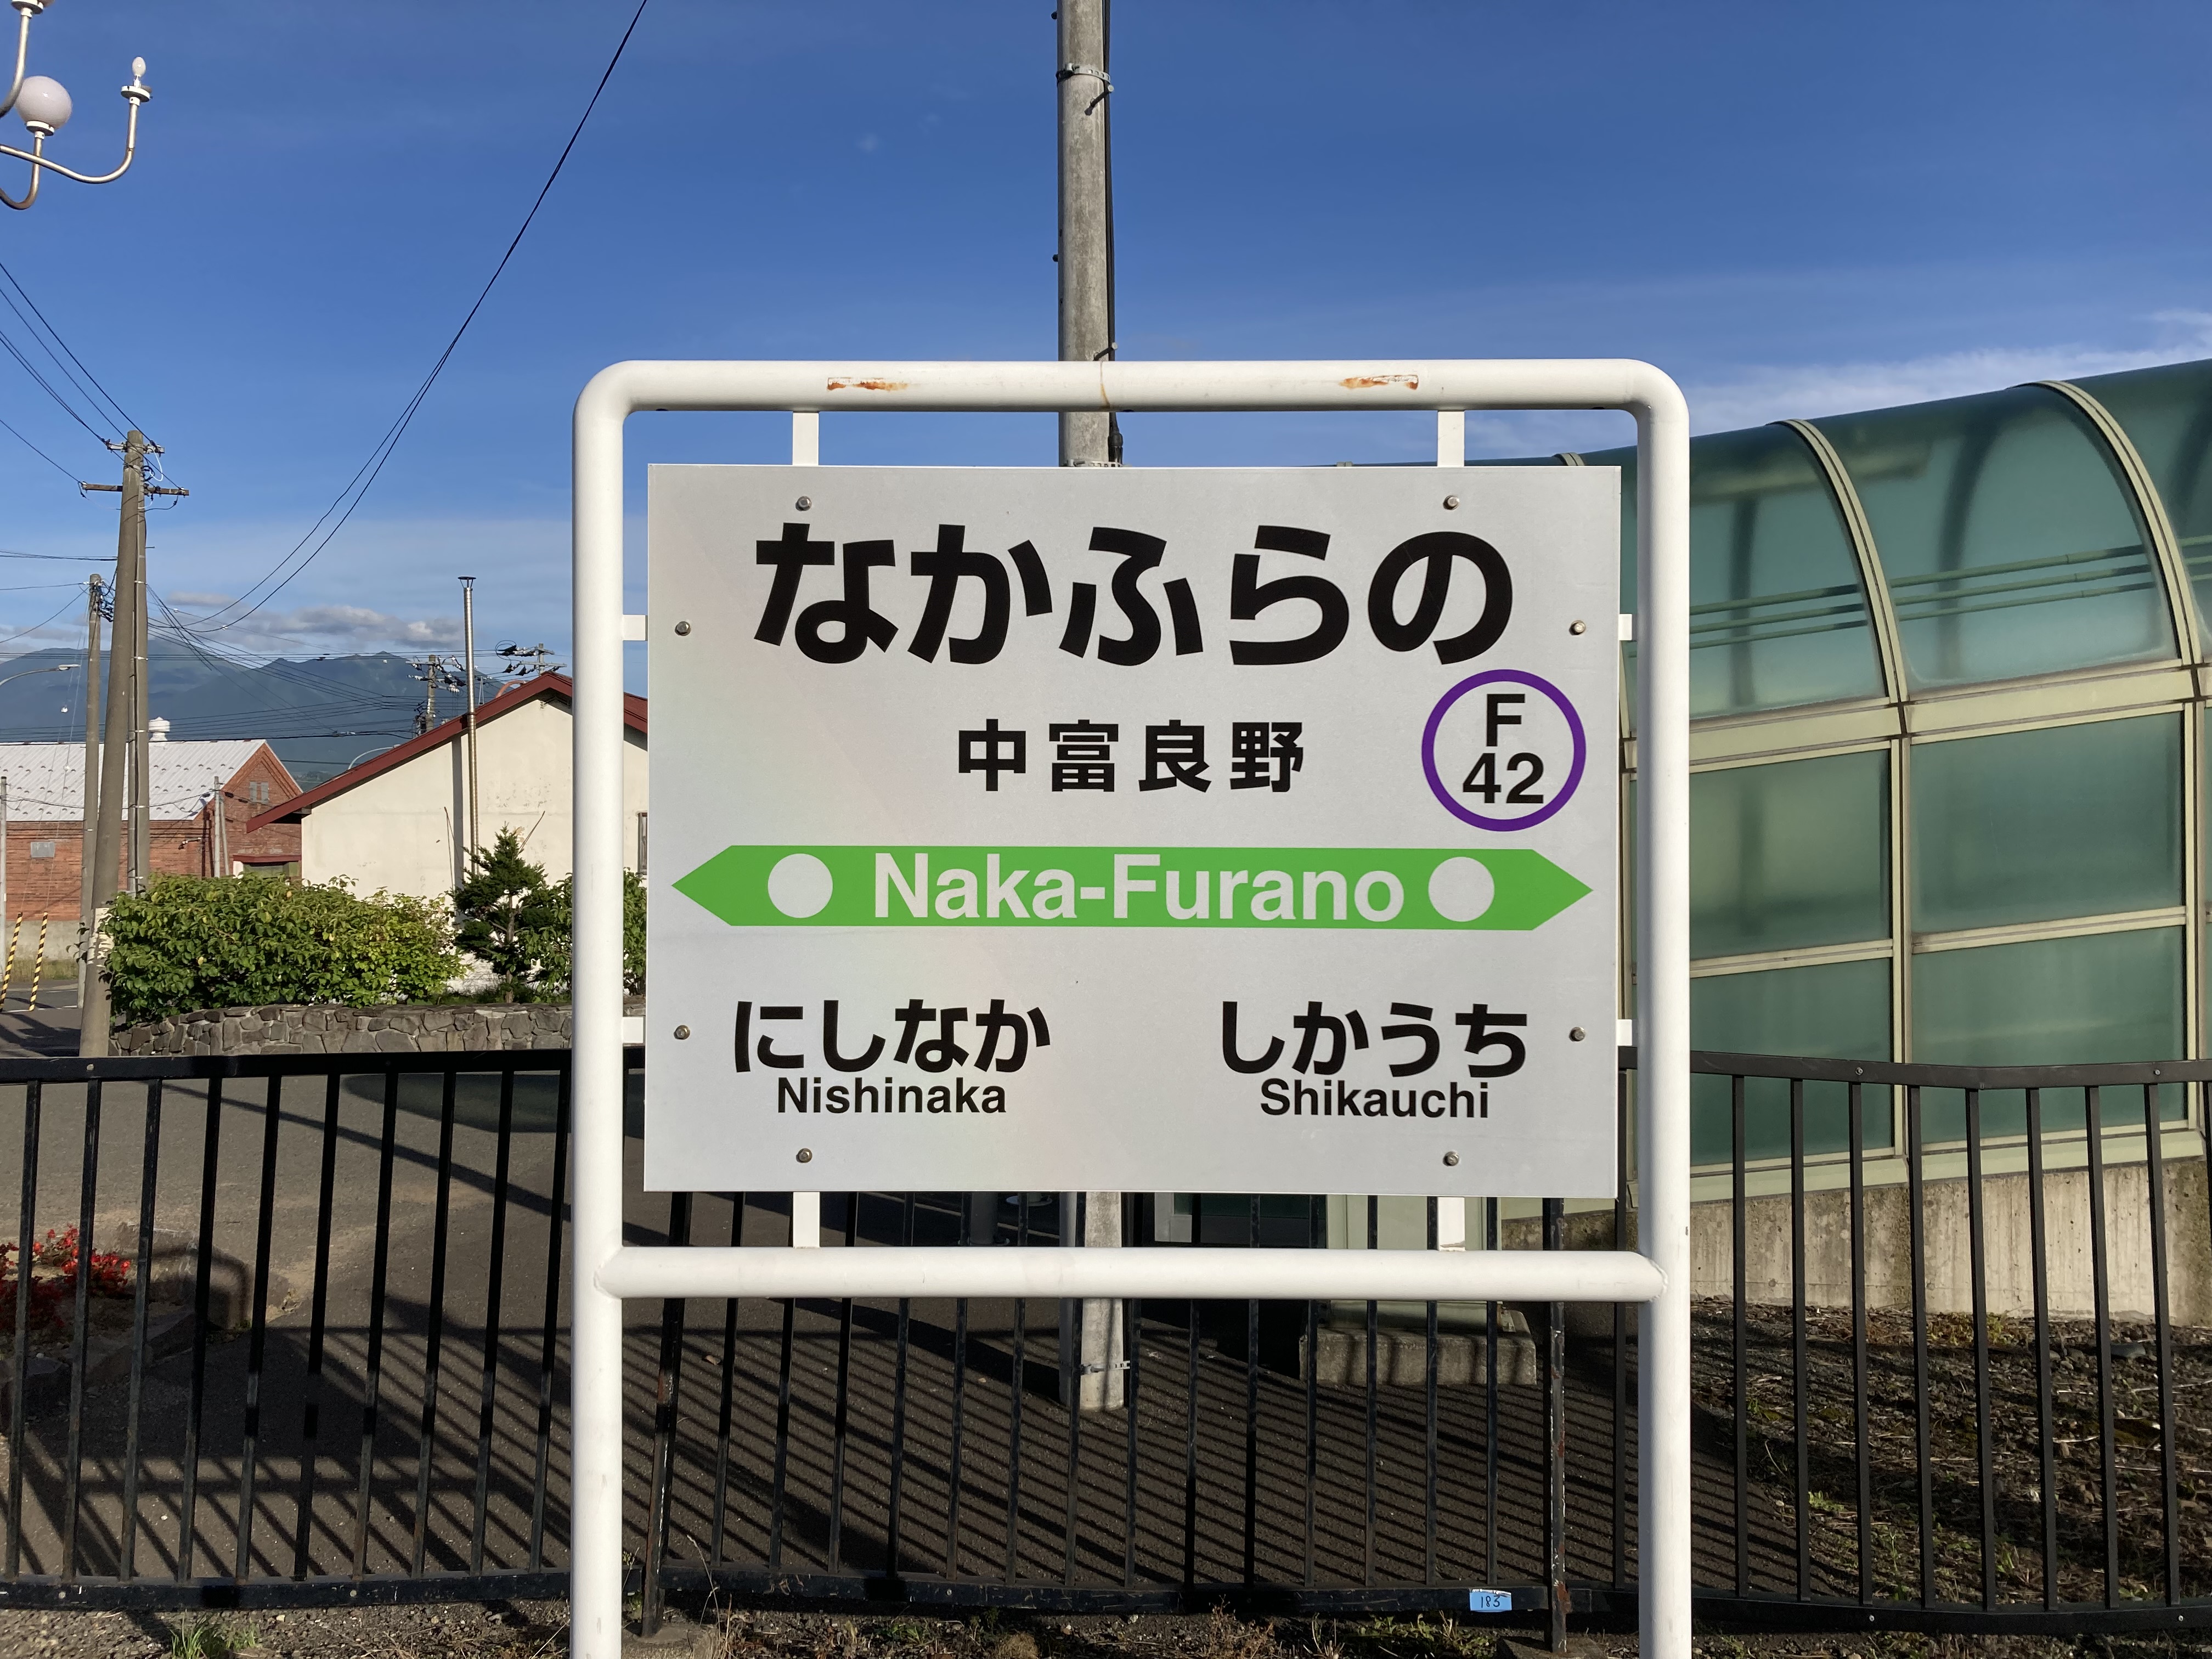 なかふらの
中富良野
F
42
Naka-Furano
にしなか
Nishinaka
しかうち
Shikauchi
183